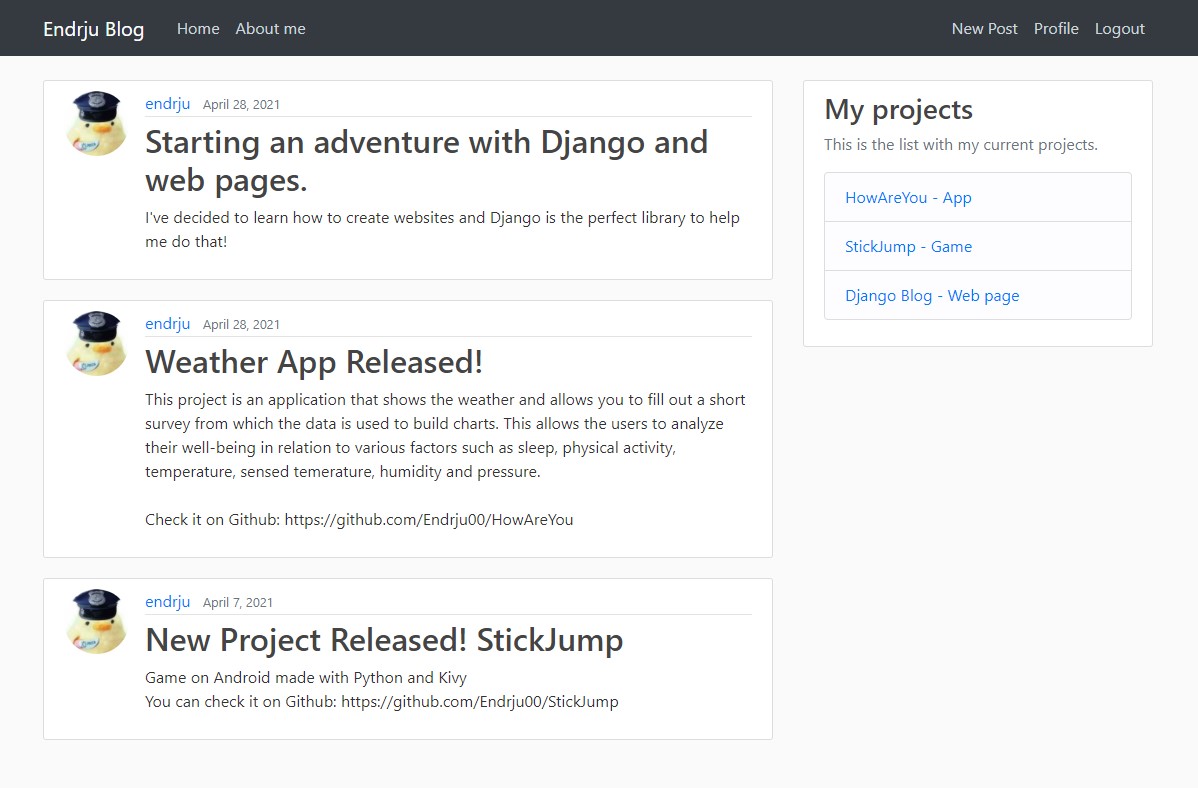 Endrju Blog Home About me New Post Profile Logout
endrju April 28, 2021
Starting an adventure with Django and
web pages.
I've decided to learn how to create websites and Django is the perfect library to help
me do that!
endrju April 28, 2021
Weather App Released!
This project is an application that shows the weather and allows you to fill out a short
survey from which the data is used to build charts. This allows the users to analyze
their well-being in relation to various factors such as sleep, physical activity,
temperature, sensed temerature, humidity and pressure.
Check it on Github: https://github.com/Endrju00/HowAreYou
endrju April 7, 2021
New Project Released! StickJump
Game on Android made with Python and Kivy
You can check it on Github: https://github.com/Endrju00/StickJump
My projects
This is the list with my current projects.
HowAreYou - App
StickJump - Game
Django Blog - Web page